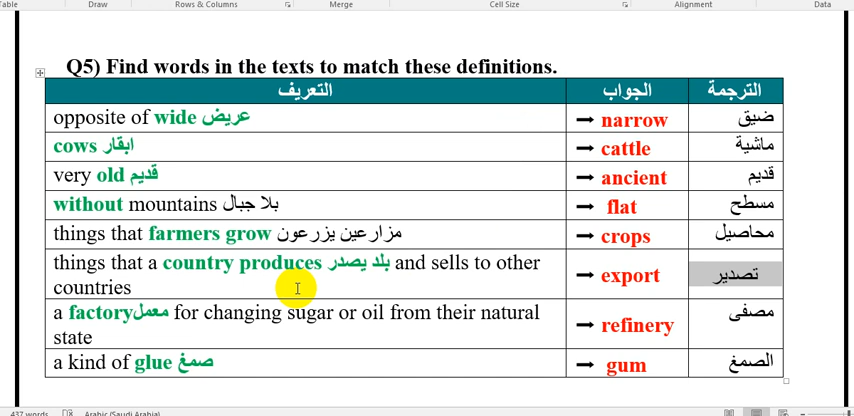 Table Draw Rows & Columns Merge Cell Size Alignment Data
Q5) Find words in the texts to match these definitions.
التعريف الجواب الترجمة
opposite of wide عريض → narrow ضيق
cows ابقار → cattle ماشية
very old قديم → ancient قديم
without mountains بلا جبال → flat مسطح
things that farmers grow مزارعين يزرعون → crops محاصيل
things that a country produces بلد يصدر and sells to other
countries → export تصدير
a factory معمل for changing sugar or oil from their natural
state → refinery مصفى
a kind of glue صمغ → gum الصمغ
437 words Arabic (Saudi Arabia)